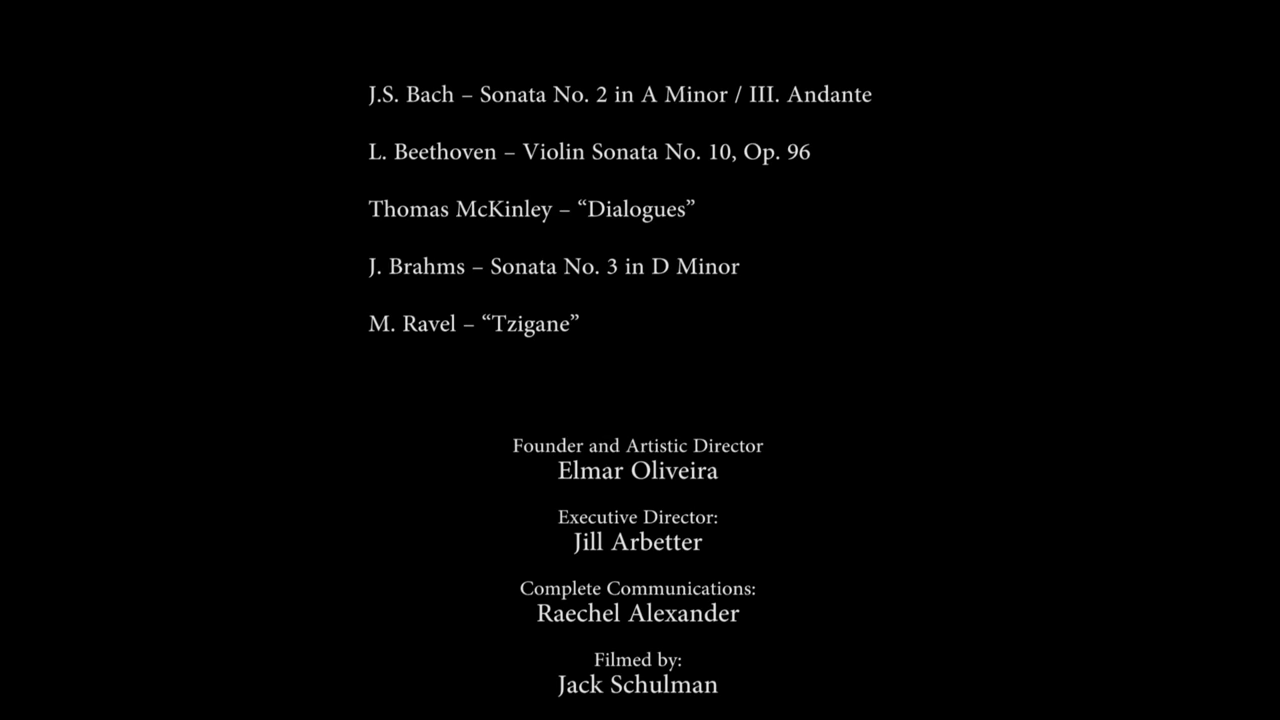 J.S. Bach – Sonata No. 2 in A Minor / III. Andante
L. Beethoven – Violin Sonata No. 10, Op. 96
Thomas McKinley – “Dialogues”
J. Brahms – Sonata No. 3 in D Minor
M. Ravel – “Tzigane”
Founder and Artistic Director
Elmar Oliveira
Executive Director:
Jill Arbetter
Complete Communications:
Raechel Alexander
Filmed by:
Jack Schulman